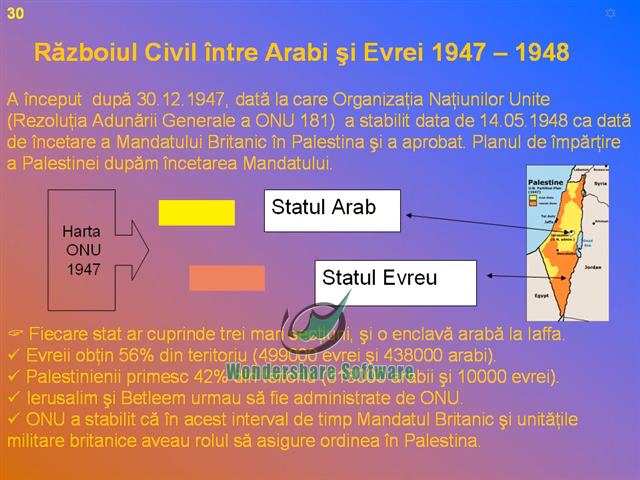 30
Războiul Civil între Arabi şi Evrei 1947 – 1948
A început după 30.12.1947, dată la care Organizaţia Naţiunilor Unite
(Rezoluţia Adunării Generale a ONU 181) a stabilit data de 14.05.1948 ca dată
de încetare a Mandatului Britanic în Palestina şi a aprobat. Planul de împărţire
a Palestinei dupăm încetarea Mandatului.
Harta
ONU
1947
Statul Arab
Statul Evreu
Palestine
Syria
Jordan
Egypt
☞ Fiecare stat ar cuprinde trei mari secţiuni, şi o enclavă arabă la Iaffa.
✓ Evreii obţin 56% din teritoriu (499000 evrei şi 438000 arabi).
✓ Palestinienii primesc 42% din teritoriu arabii şi 10000 evrei).
✓ Ierusalim şi Betleem urmau să fie administrate de ONU.
✓ ONU a stabilit că în acest interval de timp Mandatul Britanic şi unităţile
militare britanice aveau rolul să asigure ordinea în Palestina.
Wondershare Software